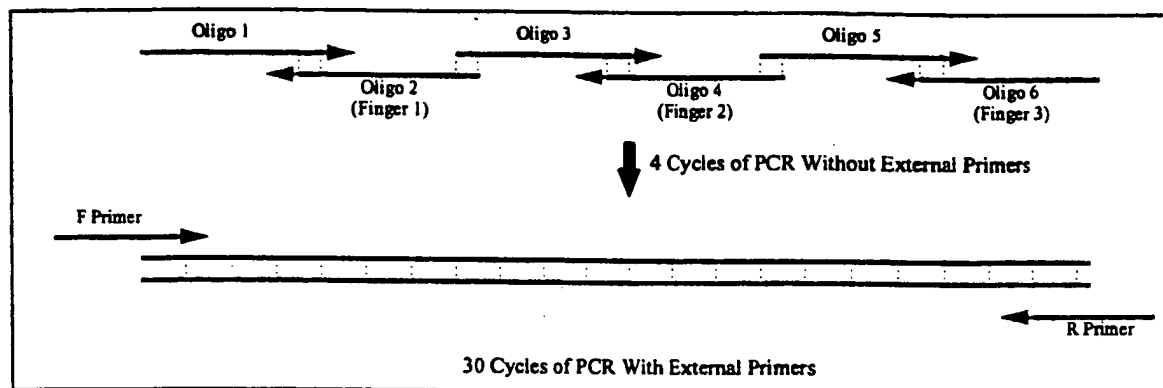 Oligo 1
Oligo 3
Oligo 5
Oligo 2
(Finger 1)
Oligo 4
(Finger 2)
Oligo 6
(Finger 3)
4 Cycles of PCR Without External Primers
F Primer
R Primer
30 Cycles of PCR With External Primers